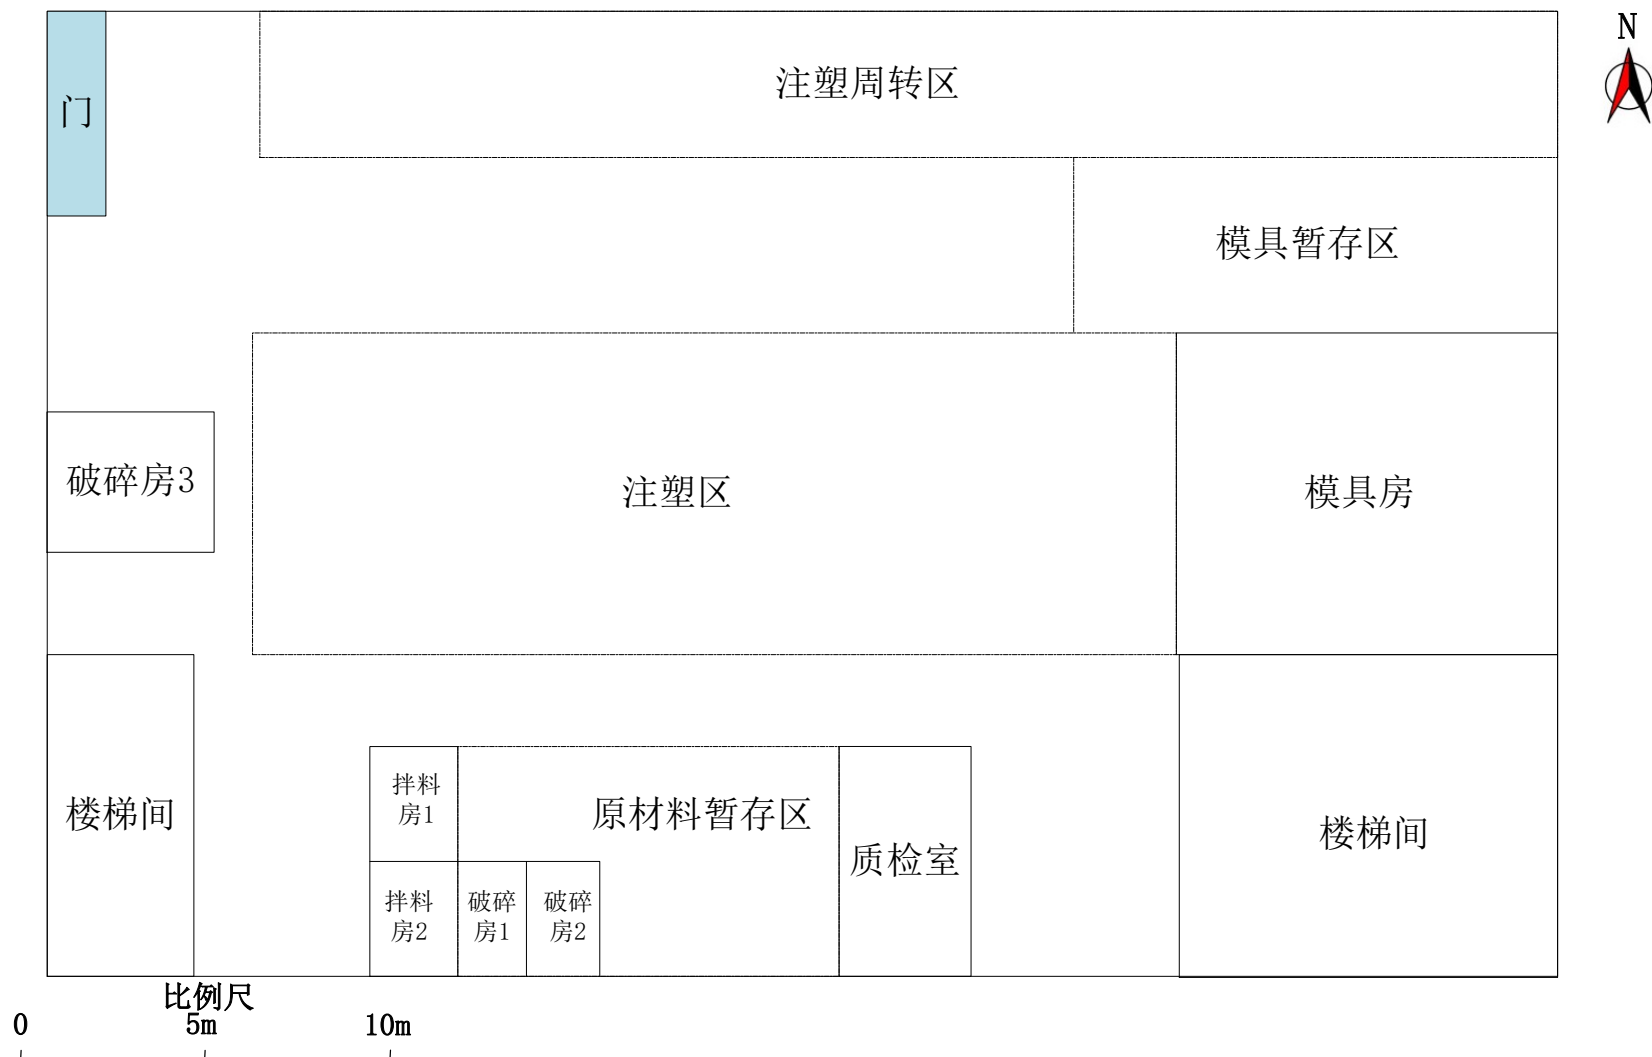 N
注塑周转区
门
模具暂存区
破碎房3
注塑区
模具房
拌料
房1
原材料暂存区
楼梯间
质检室
楼梯间
拌料
房2
破碎
房1
破碎
房2
比例尺
0
5m
10m